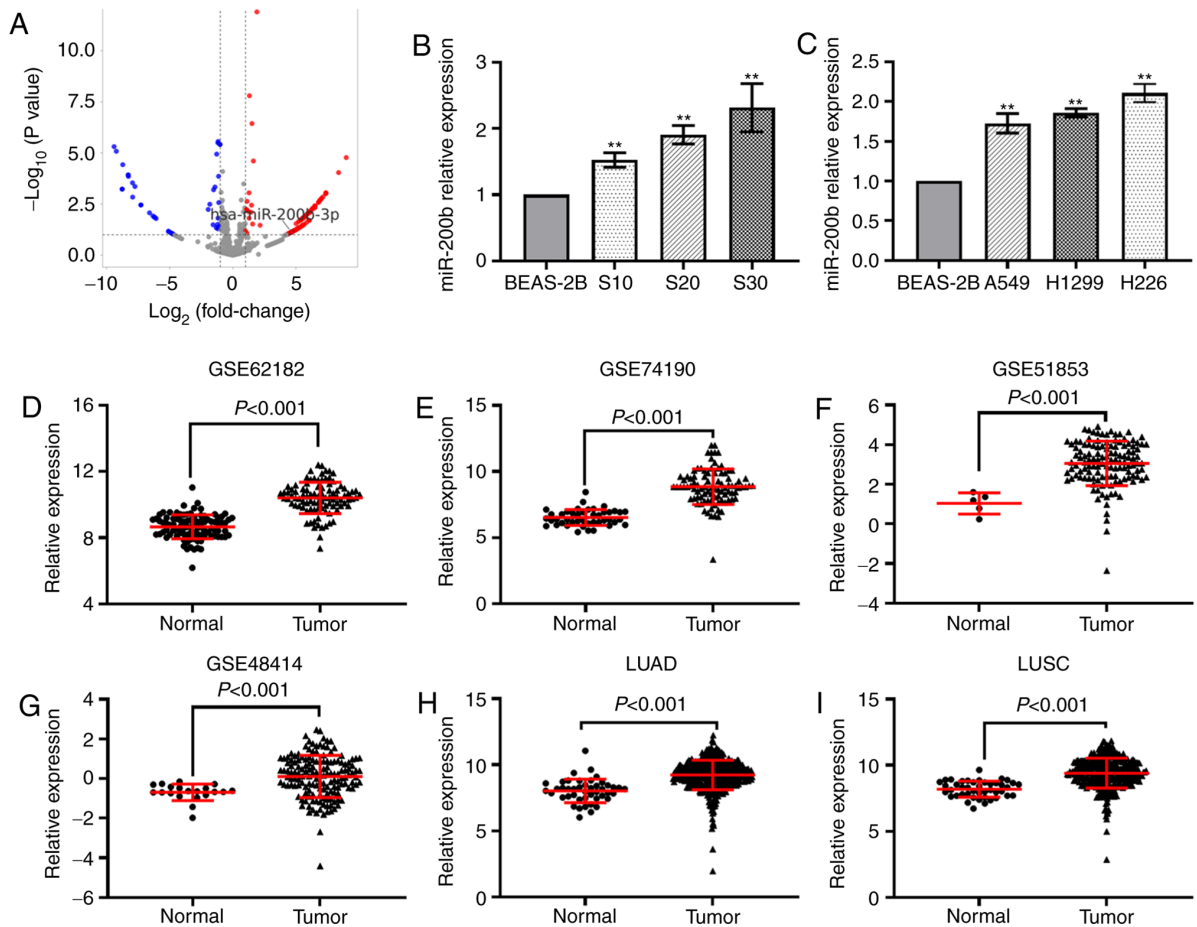 A
−Log10 (P value)
10.0
7.5
5.0
2.5
0.0
hsa-miR-200b-3p
−10
−5
0
5
Log2 (fold-change)
B
miR-200b relative expression
3
2
1
0
**
**
**
BEAS-2B
S10
S20
S30
C
miR-200b relative expression
2.5
2.0
1.5
1.0
0.5
0.0
**
**
**
BEAS-2B
A549
H1299
H226
D
GSE62182
P<0.001
Relative expression
16
12
8
4
Normal
Tumor
E
GSE74190
P<0.001
Relative expression
15
10
5
0
Normal
Tumor
F
GSE51853
P<0.001
Relative expression
6
4
2
0
−2
−4
Normal
Tumor
G
GSE48414
P<0.001
Relative expression
4
2
0
−2
−4
−6
Normal
Tumor
H
LUAD
P<0.001
Relative expression
15
10
5
0
Normal
Tumor
I
LUSC
P<0.001
Relative expression
15
10
5
0
Normal
Tumor